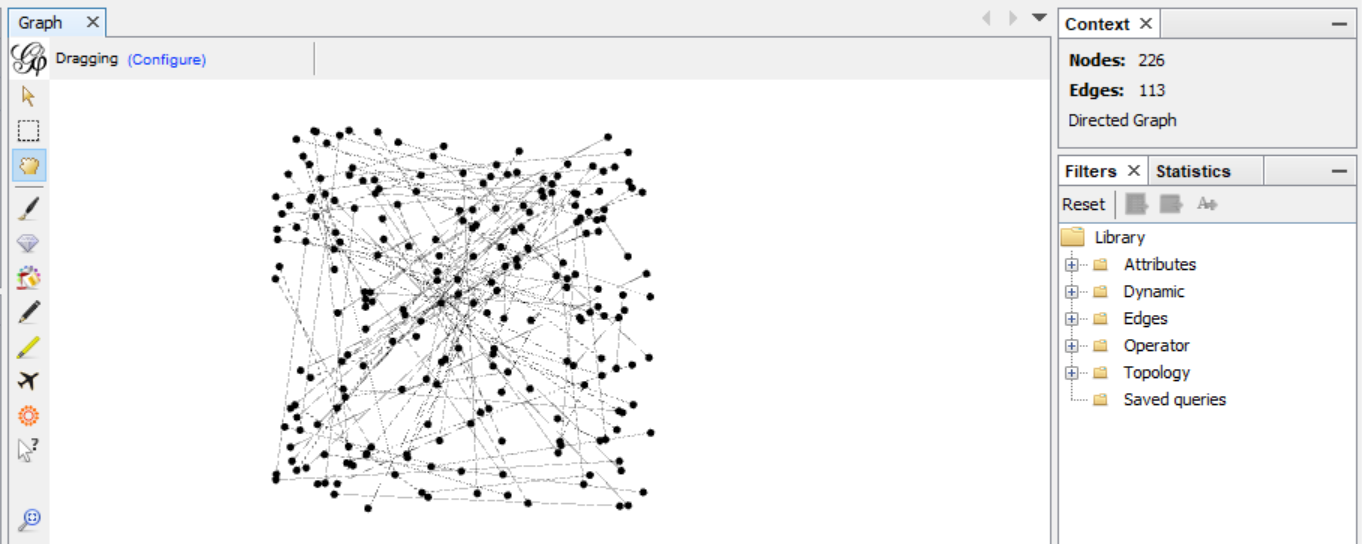 Graph
Dragging (Configure)
Context
Nodes: 226
Edges: 113
Directed Graph
Filters Statistics
Reset
Library
Attributes
Dynamic
Edges
Operator
Topology
Saved queries